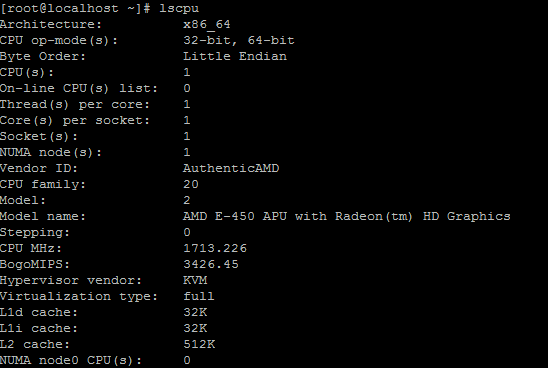 [root@localhost ~]# lscpu
Architecture:          x86_64
CPU op-mode(s):        32-bit, 64-bit
Byte Order:            Little Endian
CPU(s):                1
On-line CPU(s) list:   0
Thread(s) per core:    1
Core(s) per socket:    1
Socket(s):             1
NUMA node(s):          1
Vendor ID:             AuthenticAMD
CPU family:            20
Model:                 2
Model name:            AMD E-450 APU with Radeon(tm) HD Graphics
Stepping:              0
CPU MHz:               1713.226
BogoMIPS:              3426.45
Hypervisor vendor:     KVM
Virtualization type:   full
L1d cache:             32K
L1i cache:             32K
L2 cache:              512K
NUMA node0 CPU(s):     0